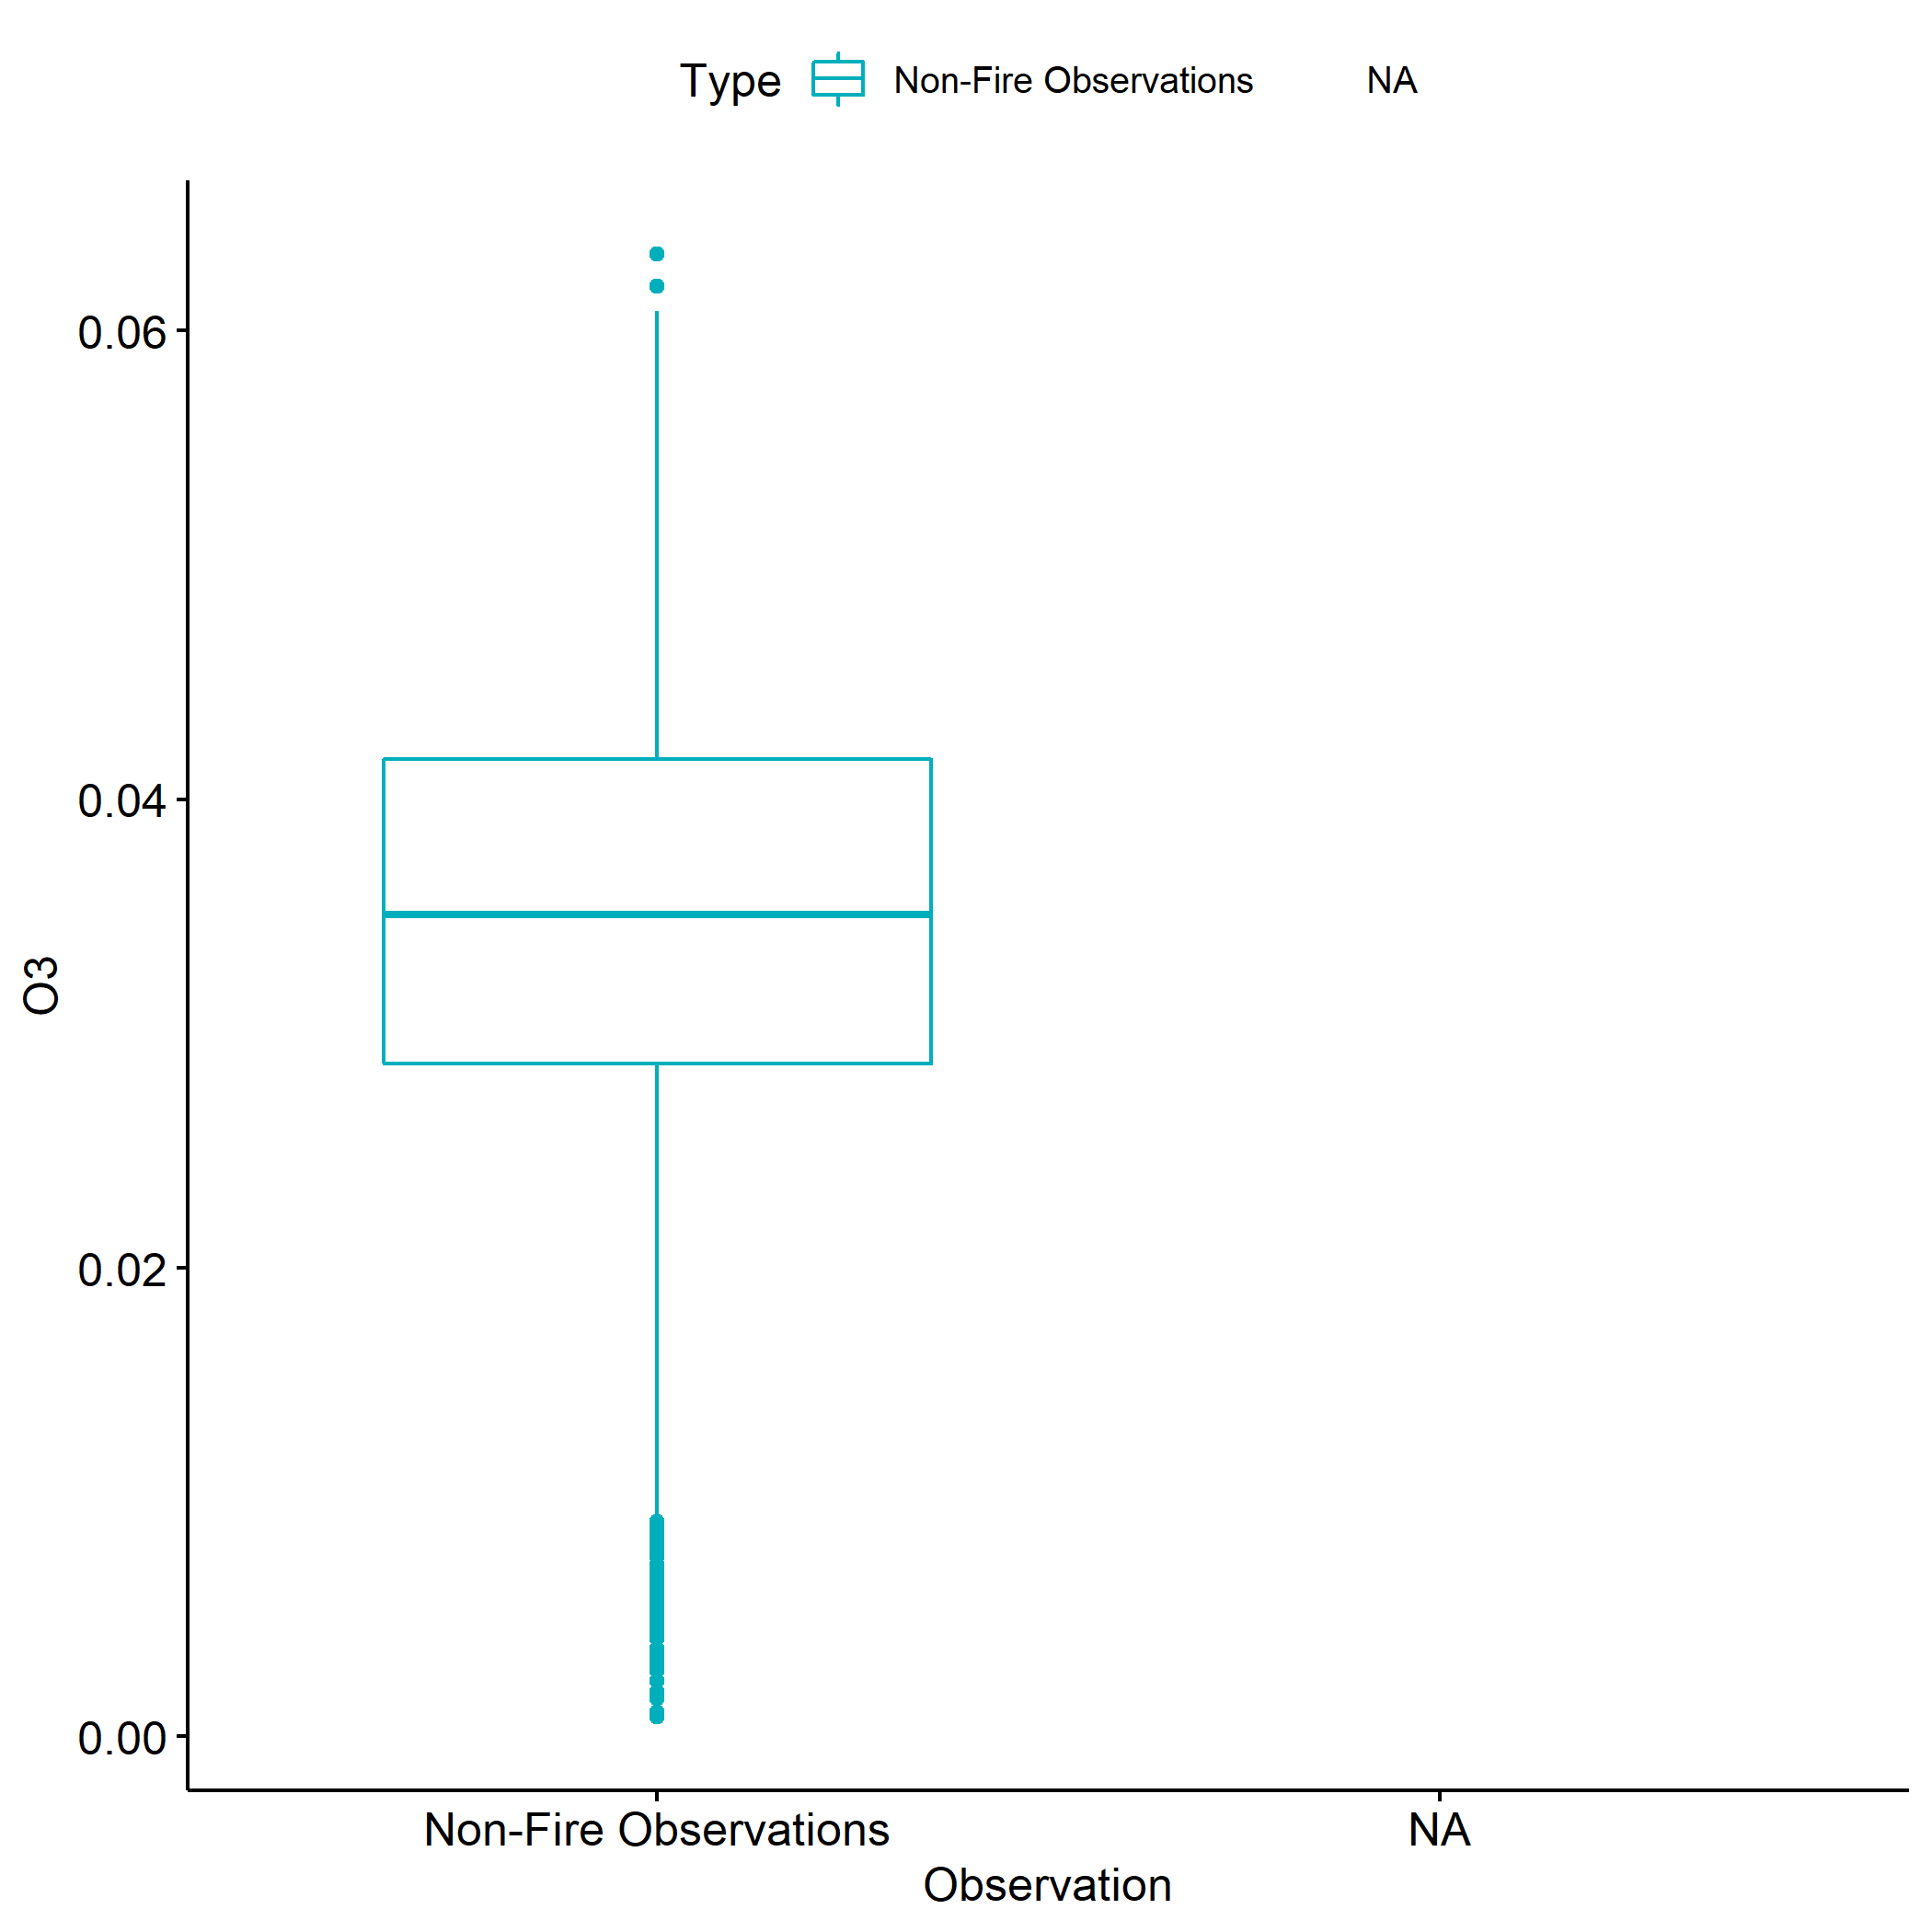 Type Non-Fire Observations NA
0.06
0.04
0.02
0.00
O3
Non-Fire Observations NA
Observation